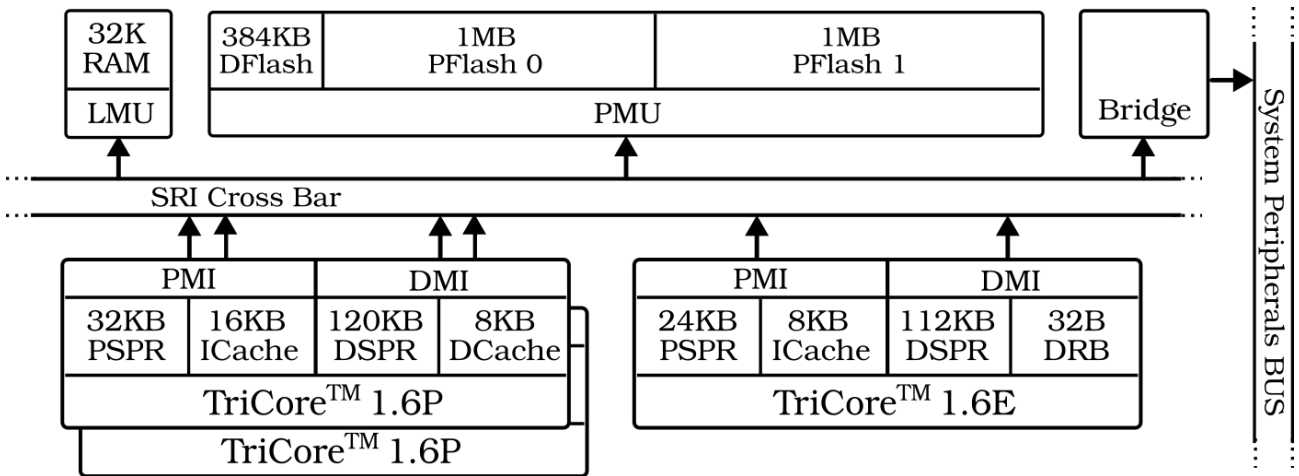 32K
RAM
LMU
384KB
DFlash
1MB
PFlash 0
1MB
PFlash 1
PMU
Bridge
System Peripherals BUS
SRI Cross Bar
PMI
DMI
32KB
PSPR
16KB
ICache
120KB
DSPR
8KB
DCache
TriCore™ 1.6P
TriCore™ 1.6P
PMI
DMI
24KB
PSPR
8KB
ICache
112KB
DSPR
32B
DRB
TriCore™ 1.6E